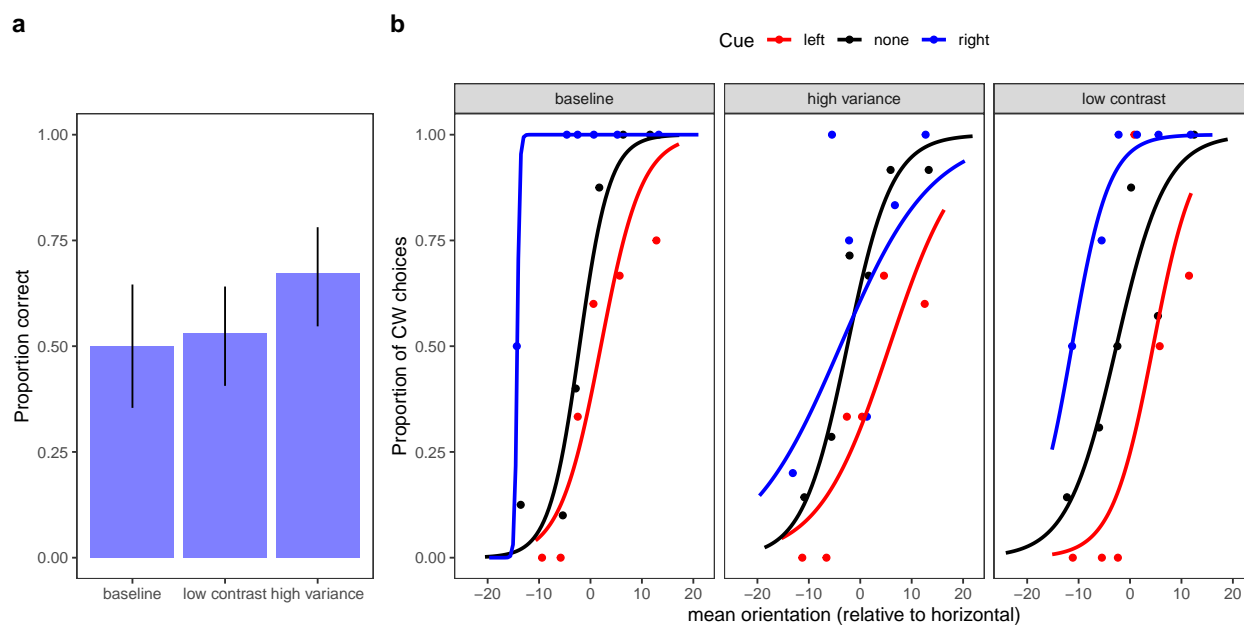 a
Proportion correct
1.00
0.75
0.50
0.25
0.00
baseline low contrast high variance
b
Cue left none right
baseline high variance low contrast
Proportion of CW choices
1.00
0.75
0.50
0.25
0.00
−20 −10 0 10 20 −20 −10 0 10 20 −20 −10 0 10 20
mean orientation (relative to horizontal)